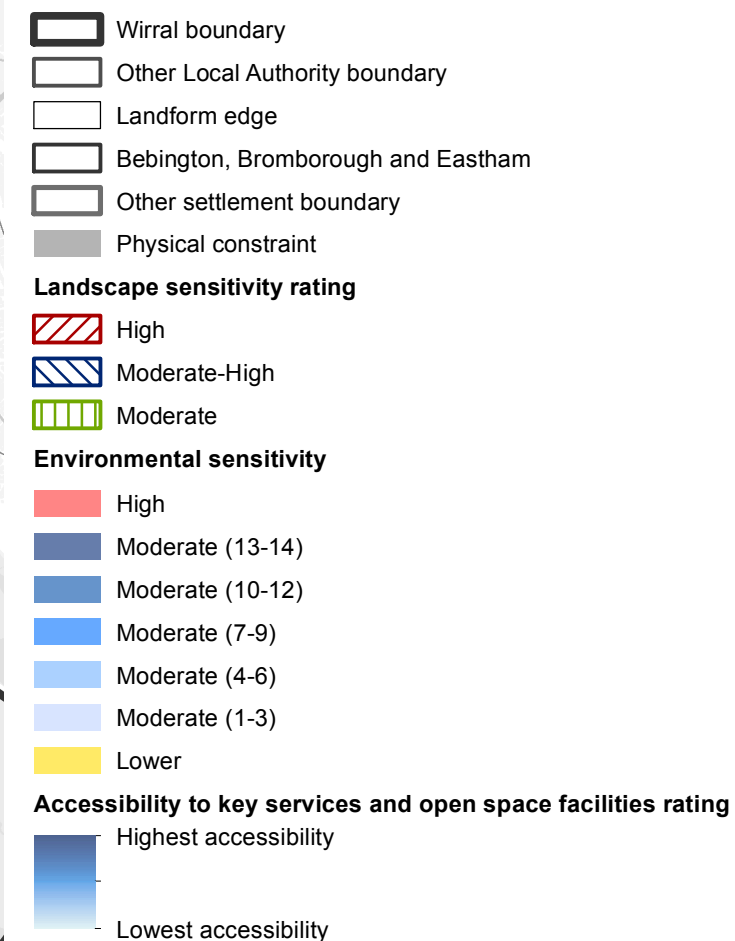 Wirral boundary
Other Local Authority boundary
Landform edge
Bebington, Bromborough and Eastham
Other settlement boundary
Physical constraint
Landscape sensitivity rating
High
Moderate-High
Moderate
Environmental sensitivity
High
Moderate (13-14)
Moderate (10-12)
Moderate (7-9)
Moderate (4-6)
Moderate (1-3)
Lower
Accessibility to key services and open space facilities rating
Highest accessibility
Lowest accessibility